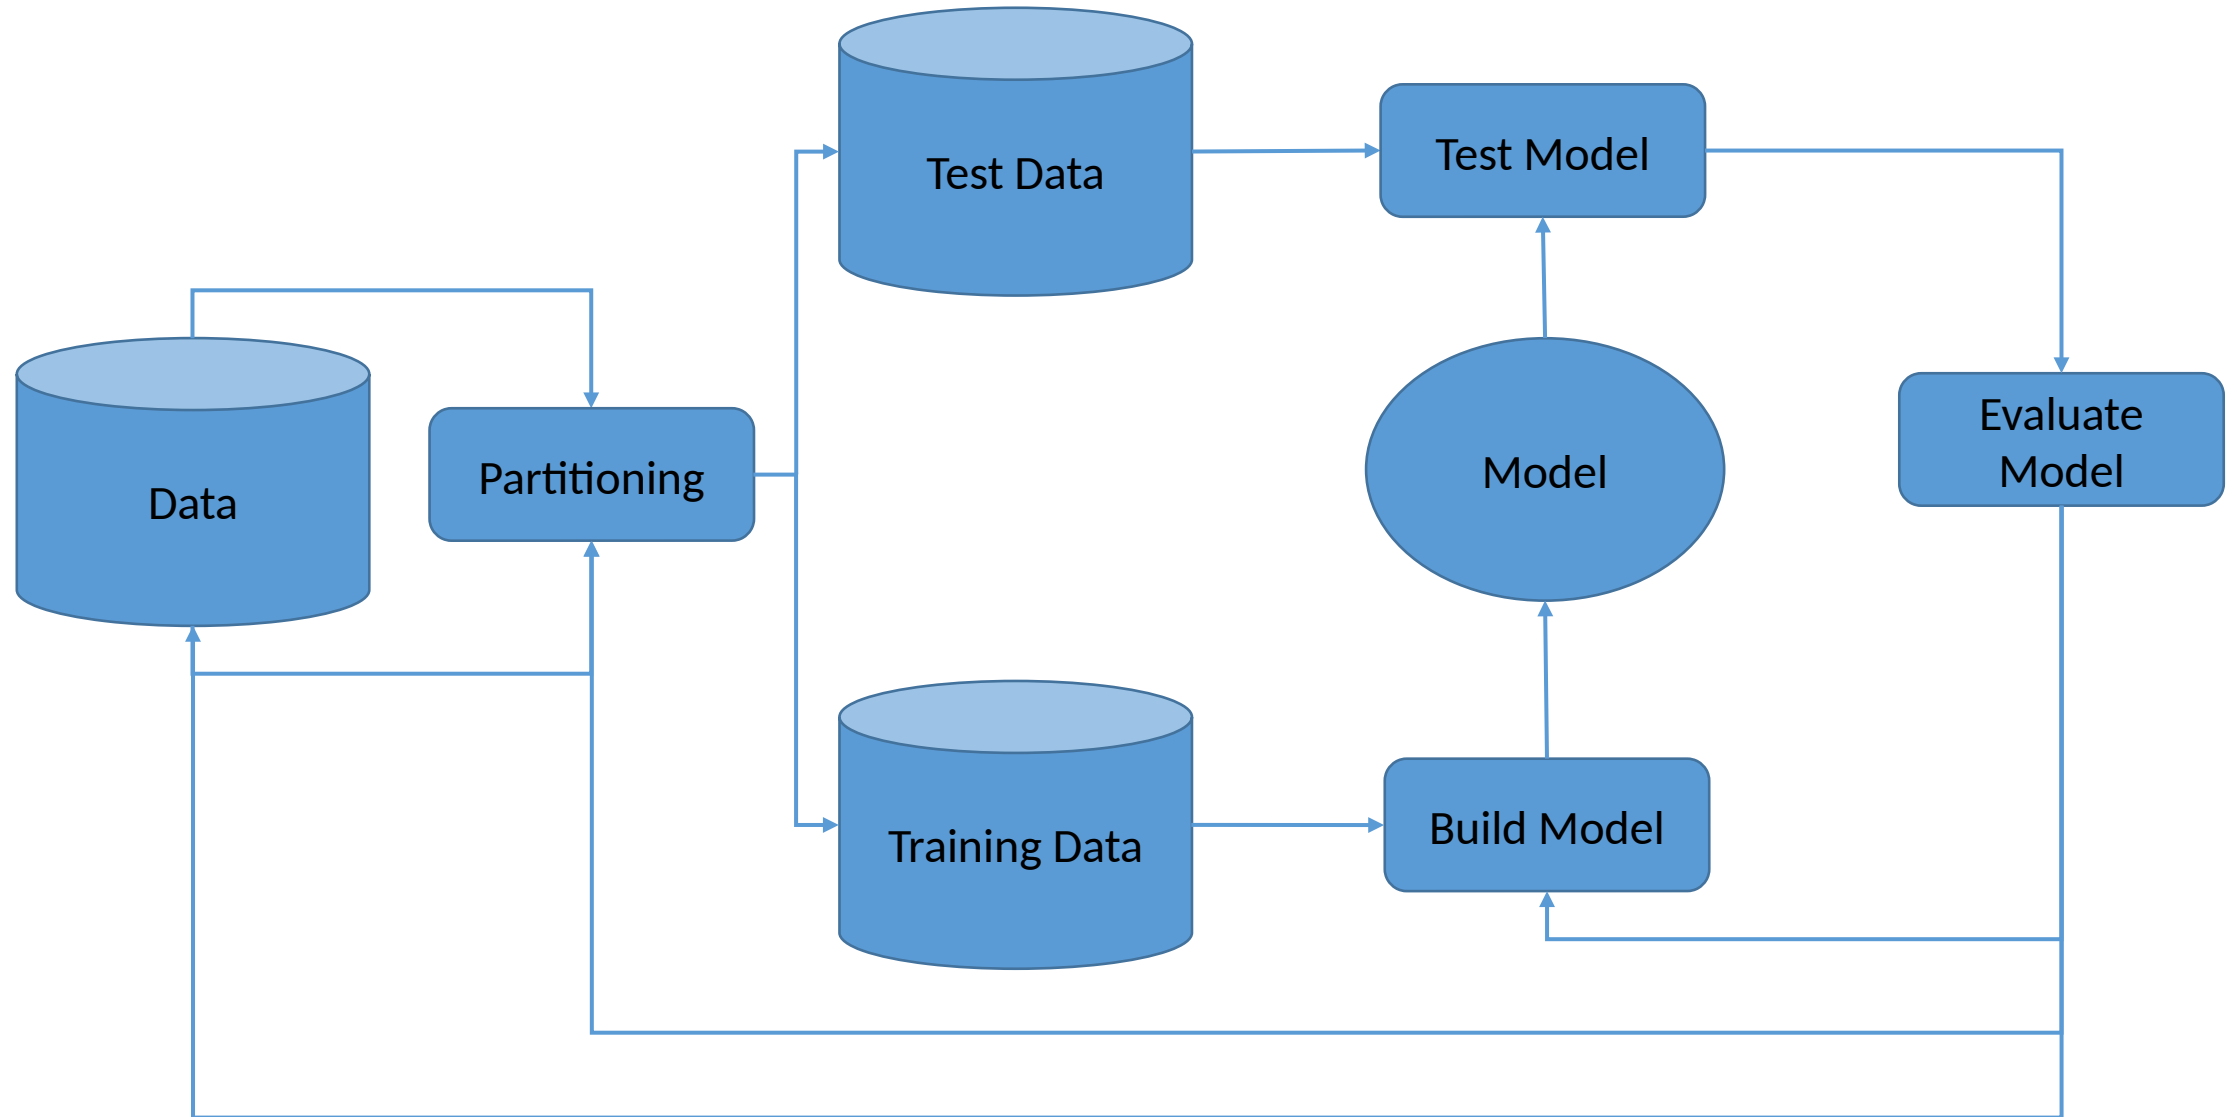 Test Data
Test Model
Data
Partitioning
Model
Evaluate
Model
Training Data
Build Model